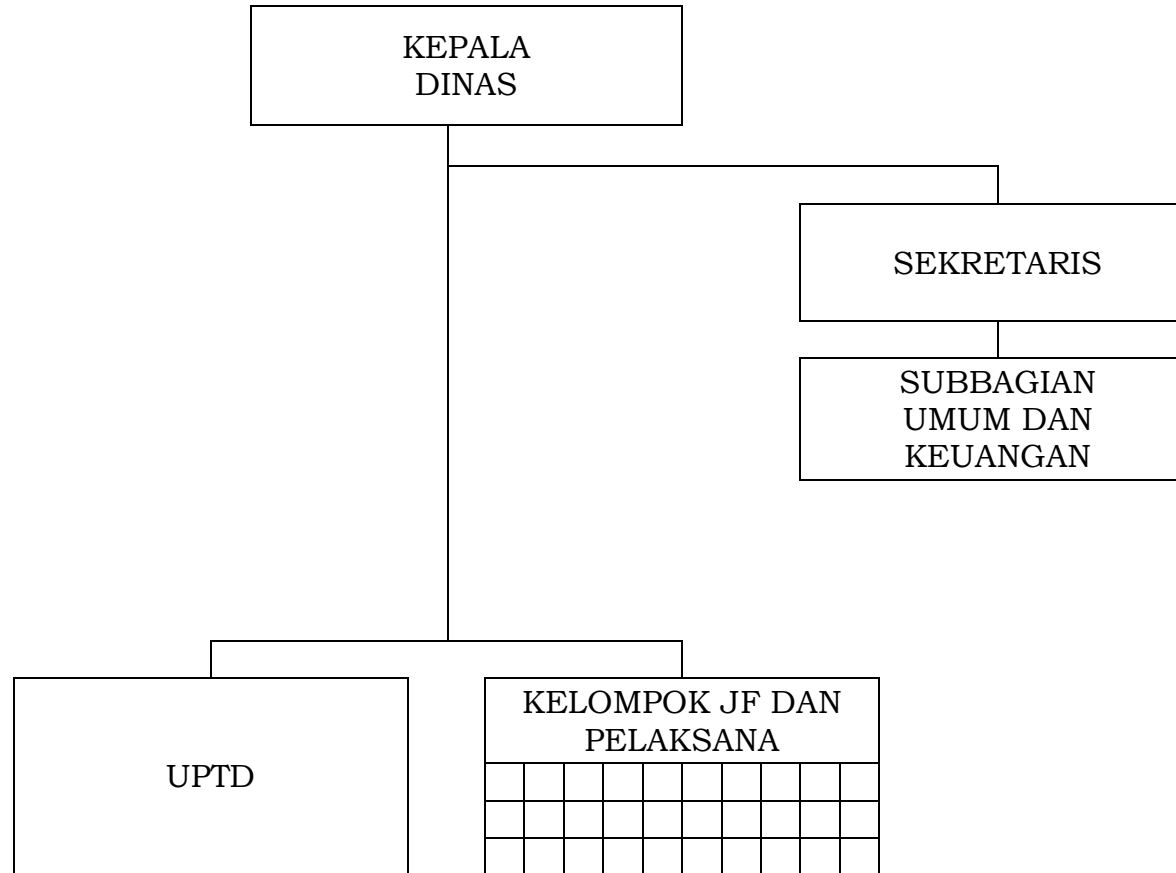 KEPALA
DINAS
SEKRETARIS
SUBBAGIAN
UMUM DAN
KEUANGAN
UPTD
KELOMPOK JF DAN
PELAKSANA